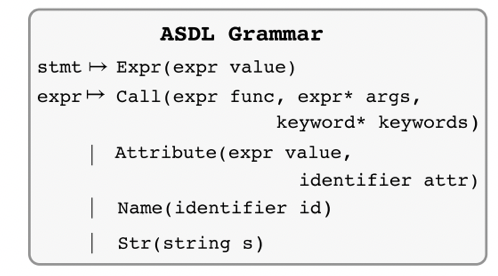 ASDL Grammar
stmt ↦ Expr(expr value)
expr ↦ Call(expr func, expr* args,
keyword* keywords)
| Attribute(expr value,
identifier attr)
| Name(identifier id)
| Str(string s)